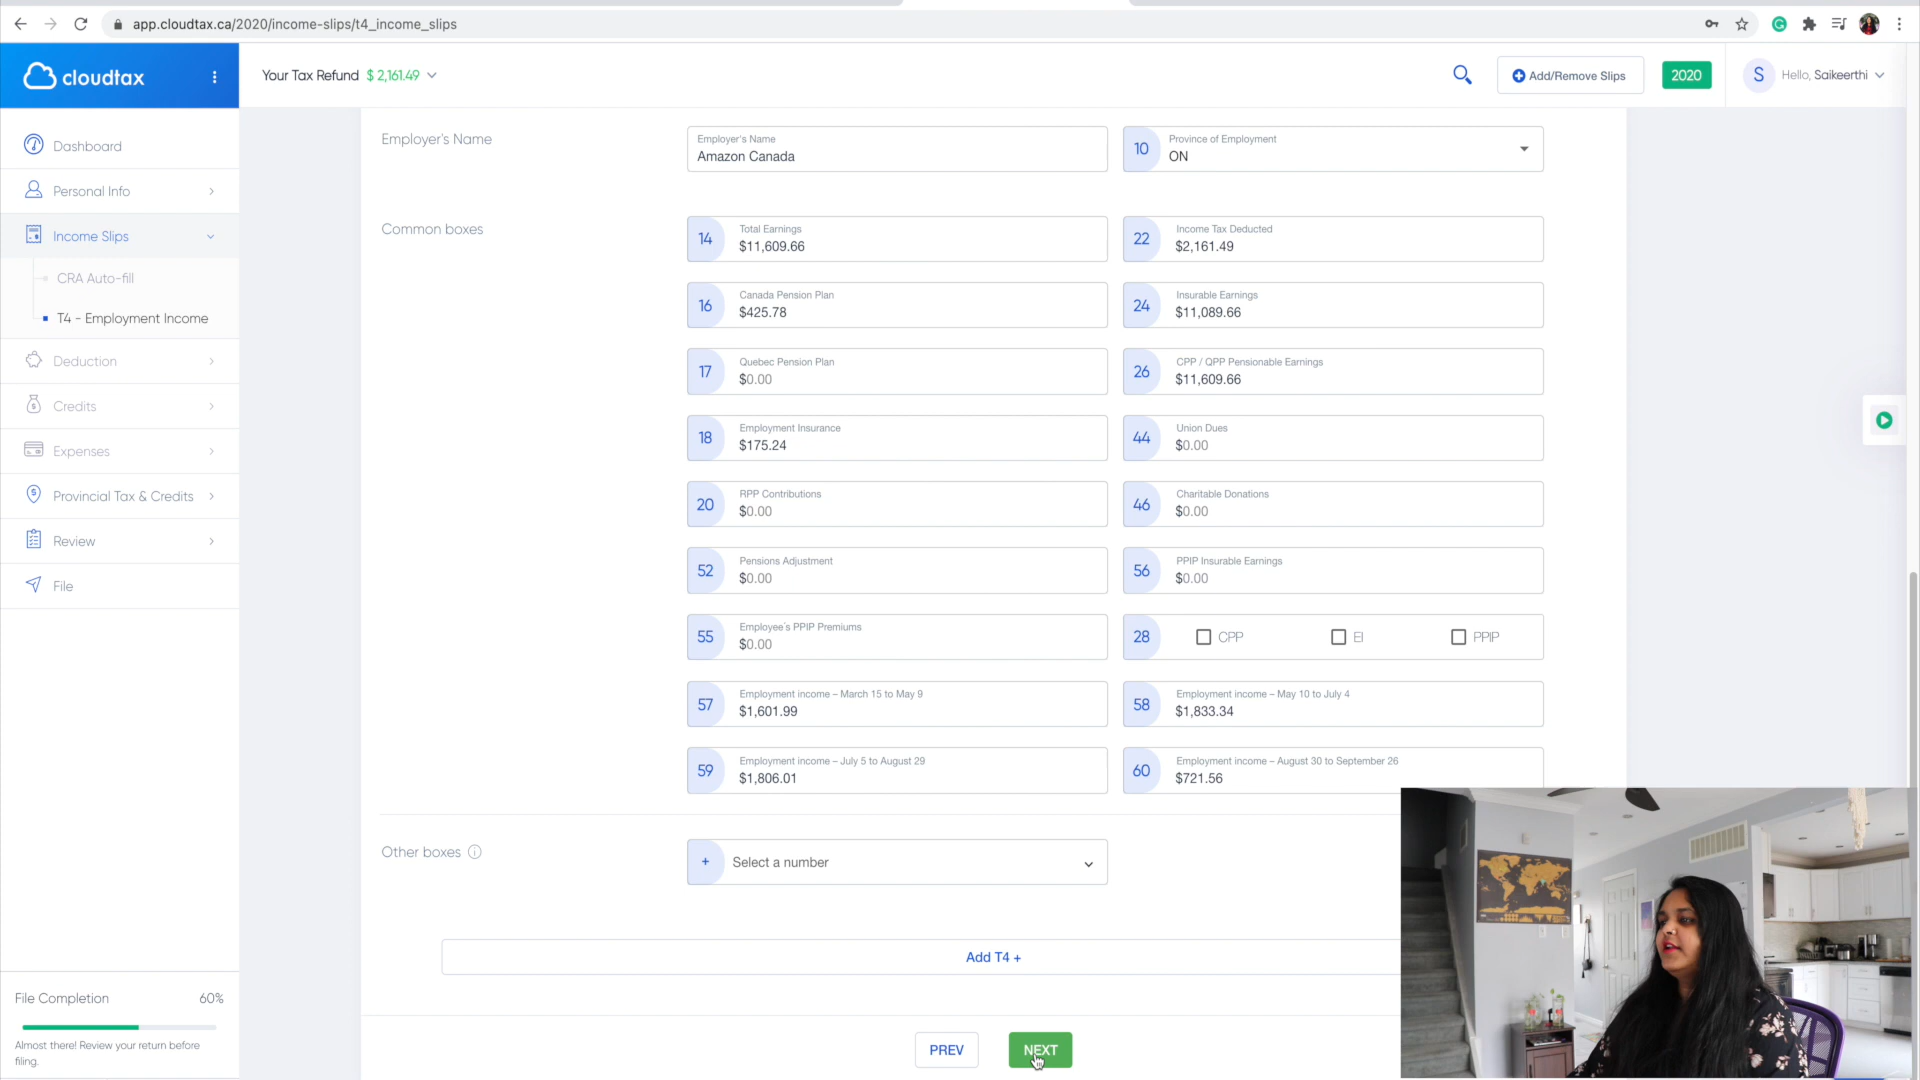 app.cloudtax.ca/2020/income-slips/t4_income_slips
cloudtax
Your Tax Refund $ 2,161.49
Add/Remove Slips
2020
S
Hello, Saikeerthi
Dashboard
Personal Info
Income Slips
CRA Auto-fill
T4 - Employment Income
Deduction
Credits
Expenses
Provincial Tax & Credits
Review
File
File Completion 60%
Almost there! Review your return before
filing.
Employer's Name
Employer's Name
Amazon Canada
10
Province of Employment
ON
Common boxes
14
Total Earnings
$11,609.66
22
Income Tax Deducted
$2,161.49
16
Canada Pension Plan
$425.78
24
Insurable Earnings
$11,089.66
17
Quebec Pension Plan
$0.00
26
CPP / QPP Pensionable Earnings
$11,609.66
18
Employment Insurance
$175.24
44
Union Dues
$0.00
20
RPP Contributions
$0.00
46
Charitable Donations
$0.00
52
Pensions Adjustment
$0.00
56
PPIP Insurable Earnings
$0.00
55
Employee's PPIP Premiums
$0.00
28
CPP
EI
PPIP
57
Employment income – March 15 to May 9
$1,601.99
58
Employment income – May 10 to July 4
$1,833.34
59
Employment income – July 5 to August 29
$1,806.01
60
Employment income – August 30 to September 26
$721.56
Other boxes
+ Select a number
Add T4 +
PREV
NEXT